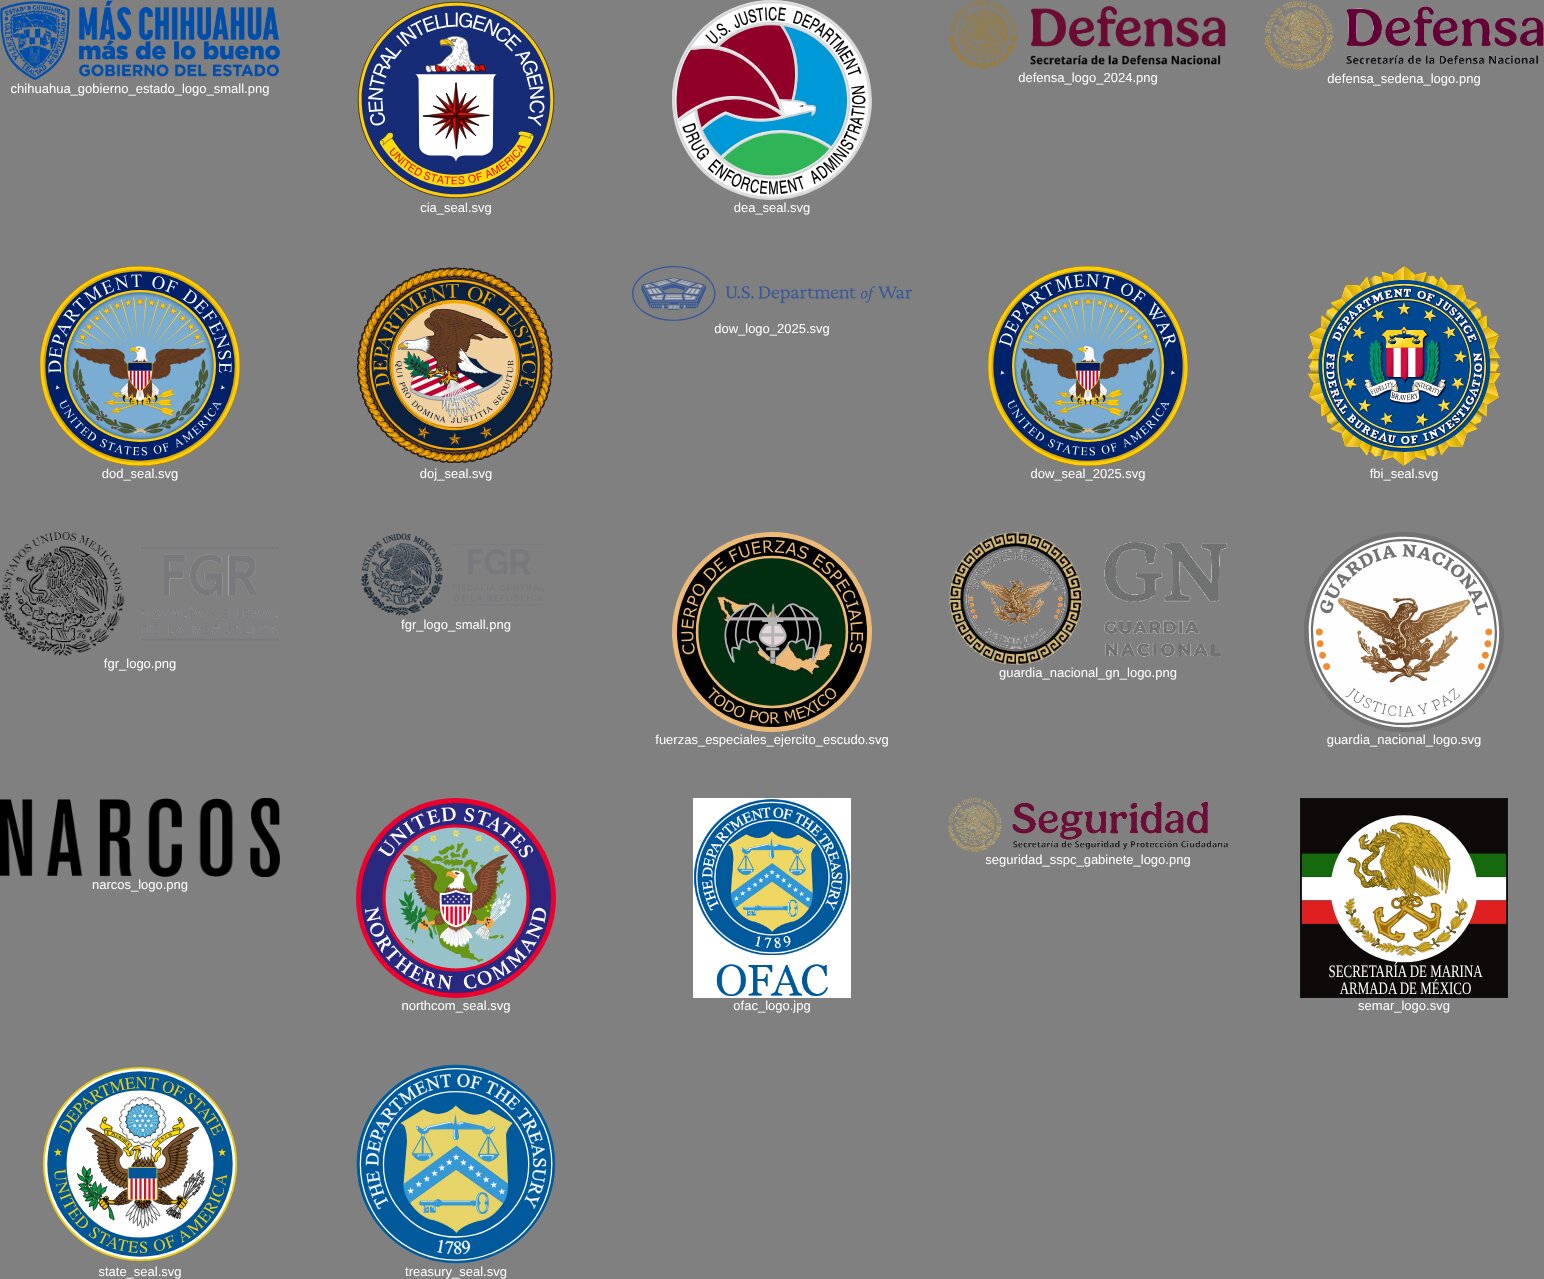 MÁS CHIHUAHUA
más de lo bueno
GOBIERNO DEL ESTADO
chihuahua_gobierno_estado_logo_small.png
CENTRAL INTELLIGENCE AGENCY
UNITED STATES OF AMERICA
cia_seal.svg
U.S. JUSTICE DEPARTMENT
DRUG ENFORCEMENT ADMINISTRATION
dea_seal.svg
Defensa
Secretaría de la Defensa Nacional
defensa_logo_2024.png
Defensa
Secretaría de la Defensa Nacional
defensa_sedena_logo.png
DEPARTMENT OF DEFENSE
UNITED STATES OF AMERICA
dod_seal.svg
DEPARTMENT OF JUSTICE
QUI PRO DOMINA JUSTITIA SEQUITUR
doj_seal.svg
U.S. Department of War
dow_logo_2025.svg
DEPARTMENT OF WAR
UNITED STATES OF AMERICA
dow_seal_2025.svg
DEPARTMENT OF JUSTICE
FIDELITY BRAVERY INTEGRITY
FEDERAL BUREAU OF INVESTIGATION
fbi_seal.svg
ESTADOS UNIDOS MEXICANOS
FGR
fgr_logo.png
ESTADOS UNIDOS MEXICANOS
FGR
FISCALÍA GENERAL
DE LA REPÚBLICA
fgr_logo_small.png
CUERPO DE FUERZAS ESPECIALES
TODO POR MEXICO
fuerzas_especiales_ejercito_escudo.svg
GN
GUARDIA
NACIONAL
guardia_nacional_gn_logo.png
GUARDIA NACIONAL
JUSTICIA Y PAZ
guardia_nacional_logo.svg
NARCOS
narcos_logo.png
UNITED STATES
NORTHERN COMMAND
northcom_seal.svg
THE DEPARTMENT OF THE TREASURY
1789
OFAC
ofac_logo.jpg
Seguridad
Secretaría de Seguridad y Protección Ciudadana
seguridad_sspc_gabinete_logo.png
SECRETARÍA DE MARINA
ARMADA DE MÉXICO
semar_logo.svg
DEPARTMENT OF STATE
UNITED STATES OF AMERICA
state_seal.svg
THE DEPARTMENT OF THE TREASURY
1789
treasury_seal.svg